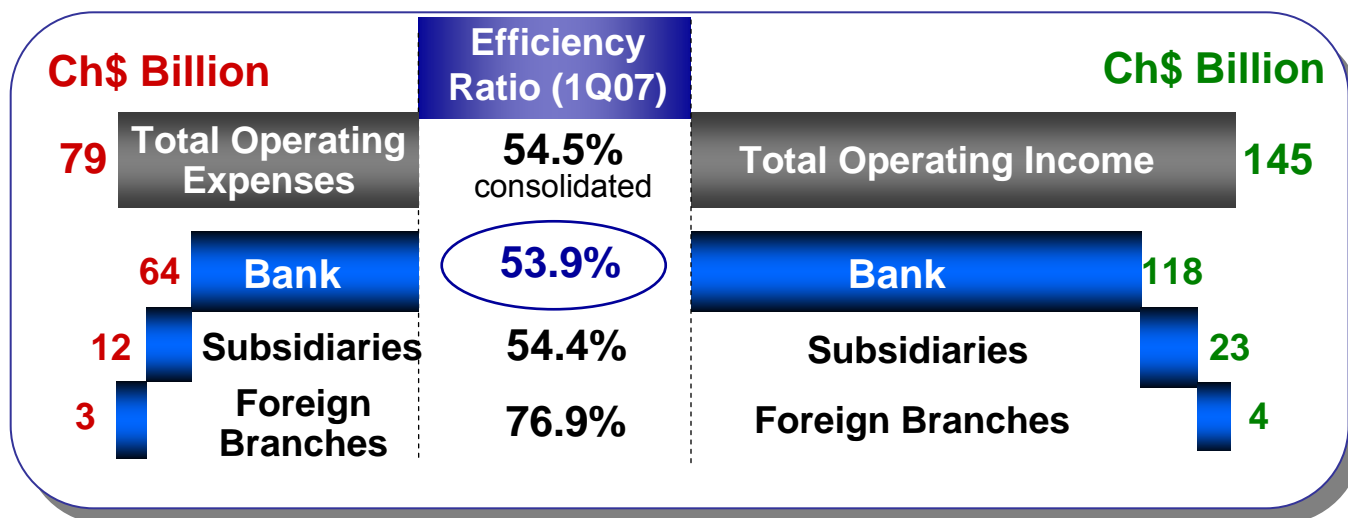 Ch$ Billion
Efficiency
Ratio (1Q07)
Ch$ Billion
79
Total Operating
Expenses
54.5%
consolidated
Total Operating Income
145
64
Bank
53.9%
Bank
118
12
Subsidiaries
54.4%
Subsidiaries
23
3
Foreign
Branches
76.9%
Foreign Branches
4